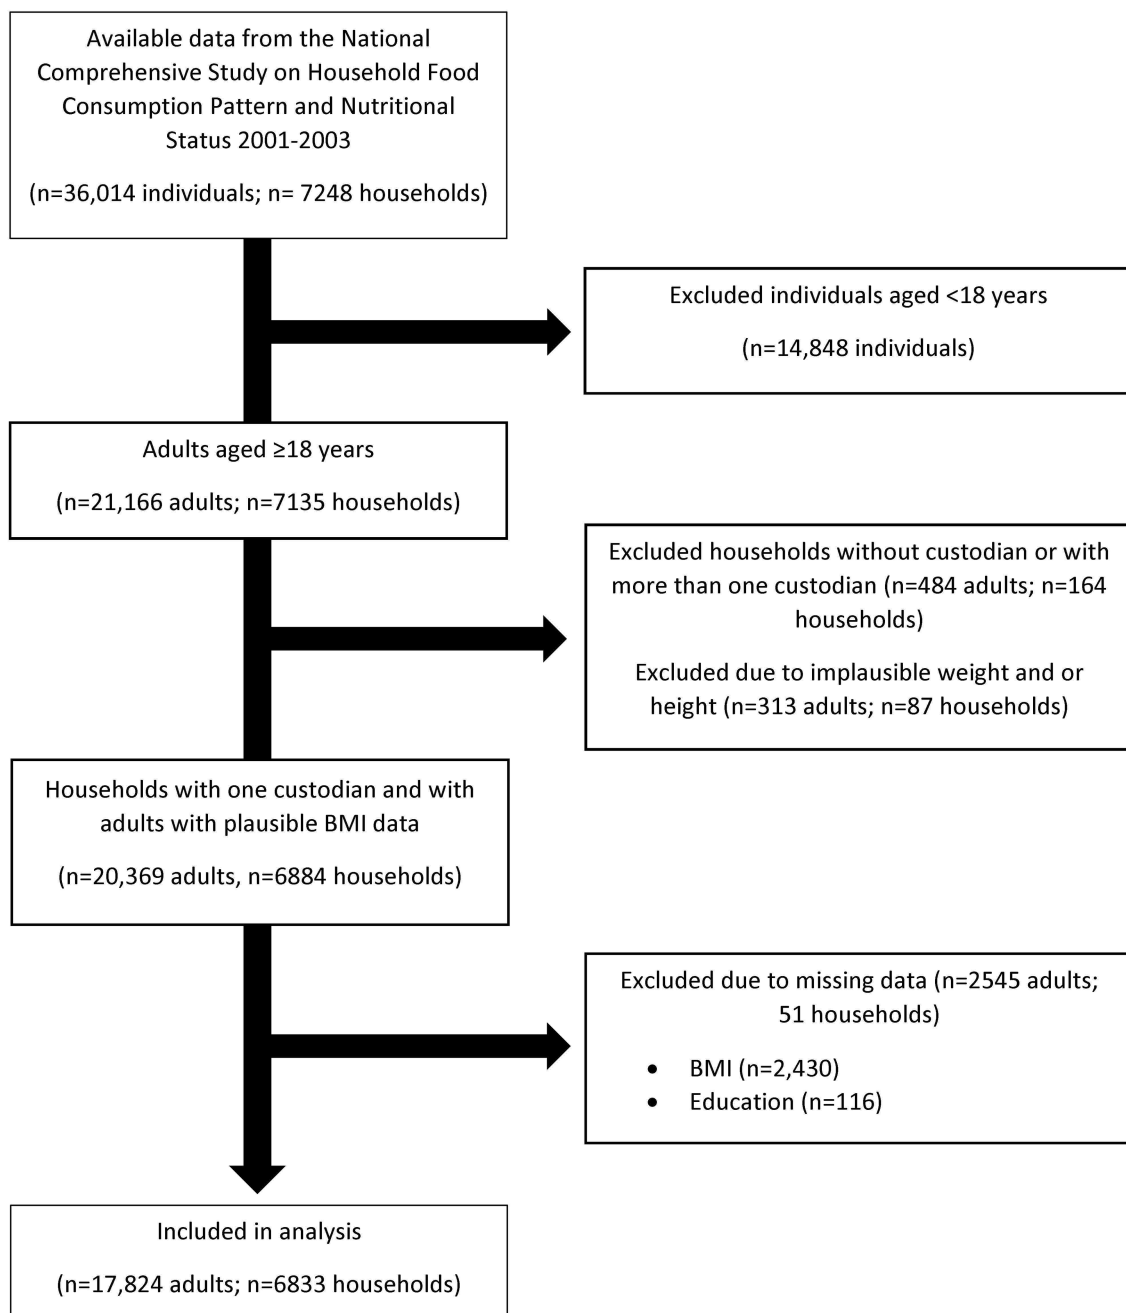 Available data from the National
Comprehensive Study on Household Food
Consumption Pattern and Nutritional
Status 2001-2003
(n=36,014 individuals; n= 7248 households)
Excluded individuals aged <18 years
(n=14,848 individuals)
Adults aged ≥18 years
(n=21,166 adults; n=7135 households)
Excluded households without custodian or with
more than one custodian (n=484 adults; n=164
households)
Excluded due to implausible weight and or
height (n=313 adults; n=87 households)
Households with one custodian and with
adults with plausible BMI data
(n=20,369 adults, n=6884 households)
Excluded due to missing data (n=2545 adults;
51 households)
• BMI (n=2,430)
• Education (n=116)
Included in analysis
(n=17,824 adults; n=6833 households)